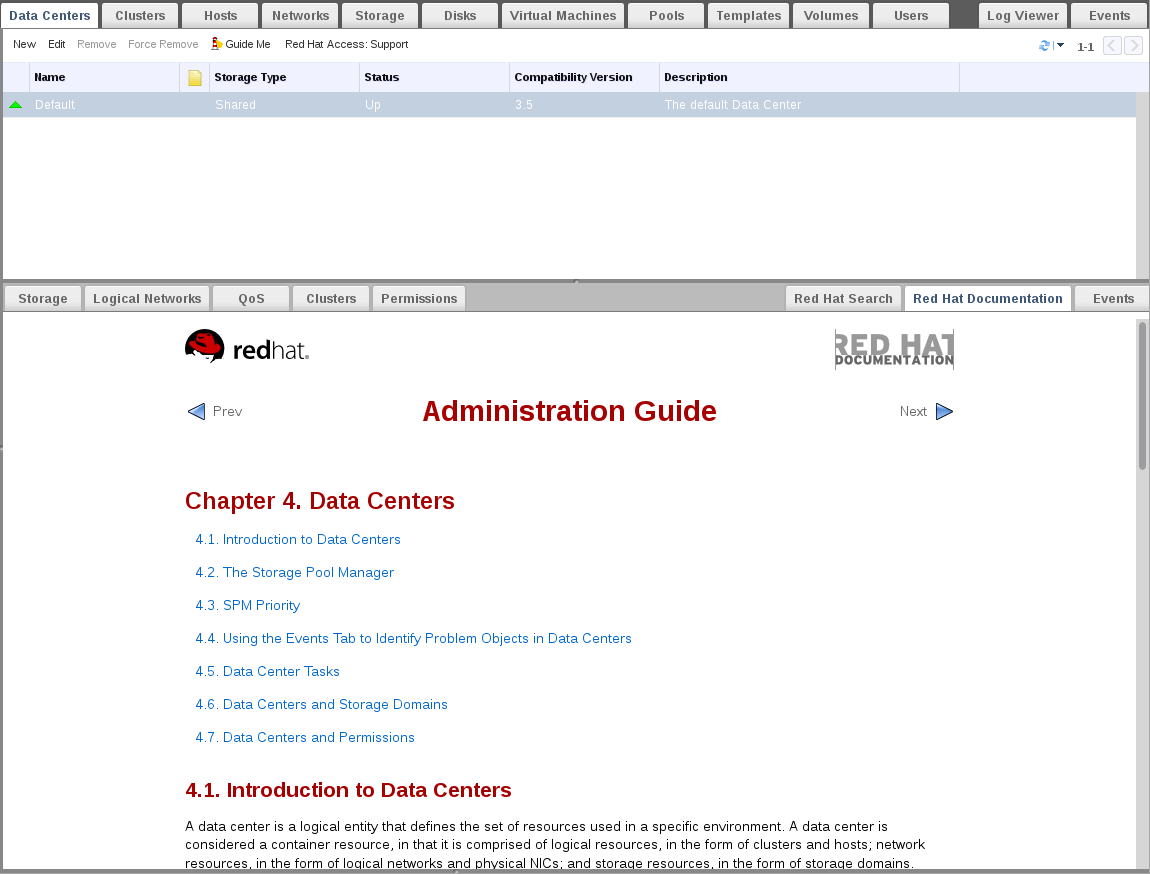 Data Centers Clusters Hosts Networks Storage Disks Virtual Machines Pools Templates Volumes Users Log Viewer Events
New Edit Remove Force Remove Guide Me Red Hat Access: Support 1-1
Name Storage Type Status Compatibility Version Description
Default Shared Up 3.5 The default Data Center
Storage Logical Networks QoS Clusters Permissions Red Hat Search Red Hat Documentation Events
redhat. RED HAT
DOCUMENTATION
Prev Administration Guide Next
Chapter 4. Data Centers
4.1. Introduction to Data Centers
4.2. The Storage Pool Manager
4.3. SPM Priority
4.4. Using the Events Tab to Identify Problem Objects in Data Centers
4.5. Data Center Tasks
4.6. Data Centers and Storage Domains
4.7. Data Centers and Permissions
4.1. Introduction to Data Centers
A data center is a logical entity that defines the set of resources used in a specific environment. A data center is
considered a container resource, in that it is comprised of logical resources, in the form of clusters and hosts; network
resources, in the form of logical networks and physical NICs; and storage resources, in the form of storage domains.